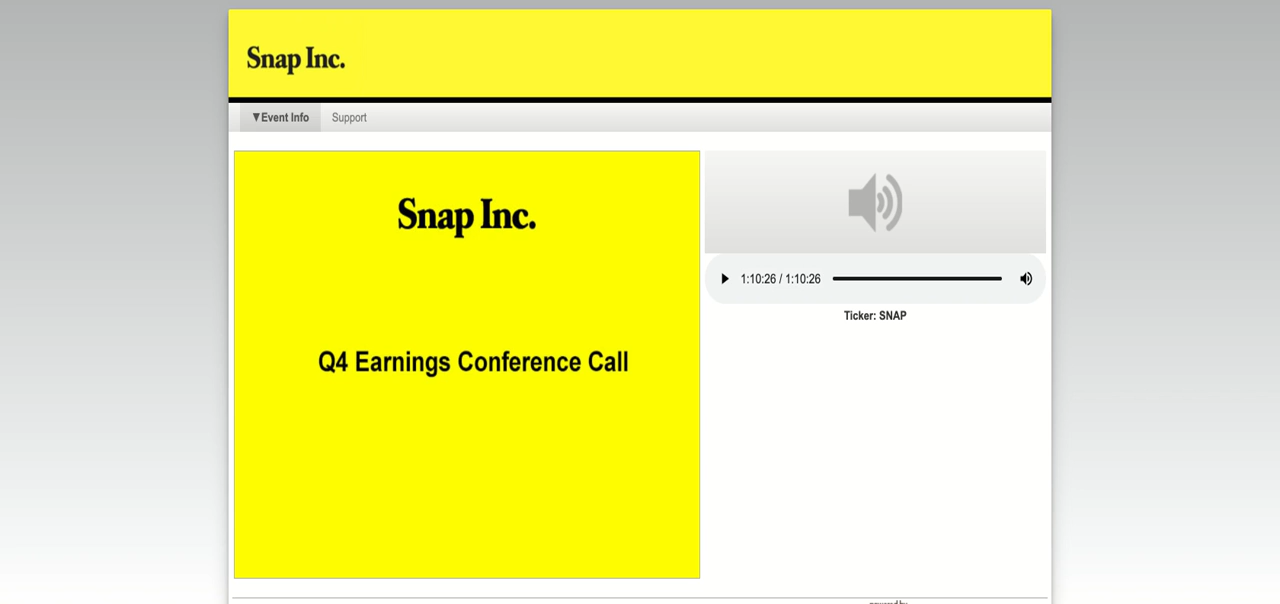 Snap Inc.
▼Event Info Support
Snap Inc.
Q4 Earnings Conference Call
1:10:26 / 1:10:26
Ticker: SNAP